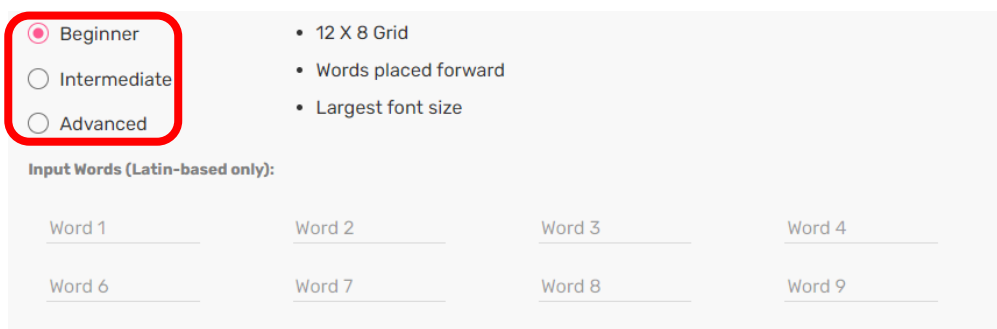 Beginner
Intermediate
Advanced
• 12 X 8 Grid
• Words placed forward
• Largest font size
Input Words (Latin-based only):
Word 1 Word 2 Word 3 Word 4
Word 6 Word 7 Word 8 Word 9